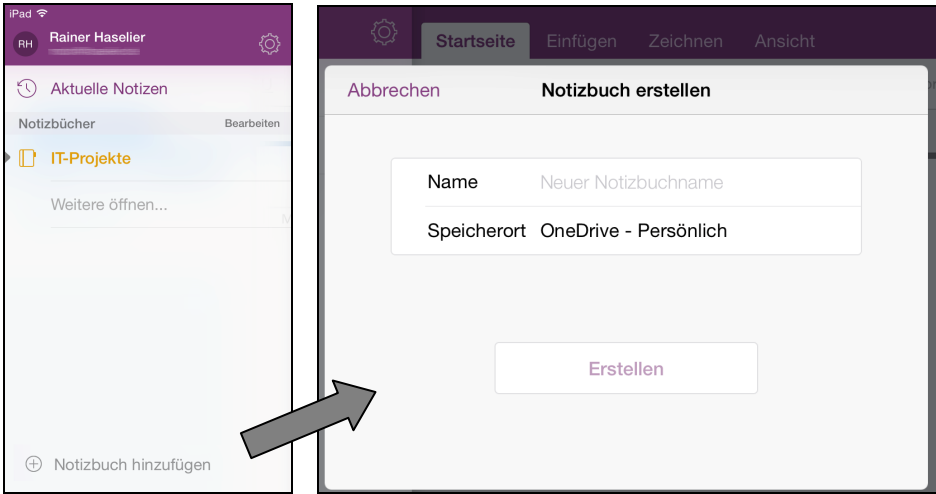 iPad
RH
Rainer Haselier
Aktuelle Notizen
Notizbücher Bearbeiten
IT-Projekte
Weitere öffnen...
Notizbuch hinzufügen
Startseite Einfügen Zeichnen Ansicht
Abbrechen Notizbuch erstellen
Name Neuer Notizbuchname
Speicherort OneDrive - Persönlich
Erstellen